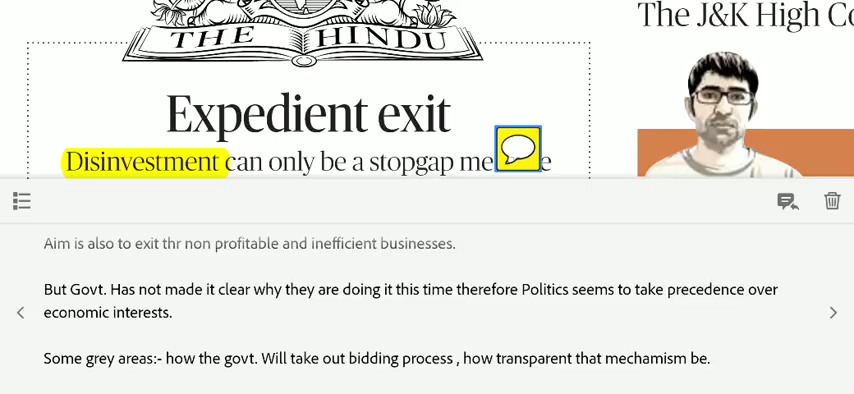 The J&K High
THE HINDU
Expedient exit
Disinvestment can only be a stopgap
Aim is also to exit thr non profitable and inefficient businesses.
But Govt. Has not made it clear why they are doing it this time therefore Politics seems to take precedence over
economic interests.
Some grey areas:- how the govt. Will take out bidding process , how transparent that mechamism be.